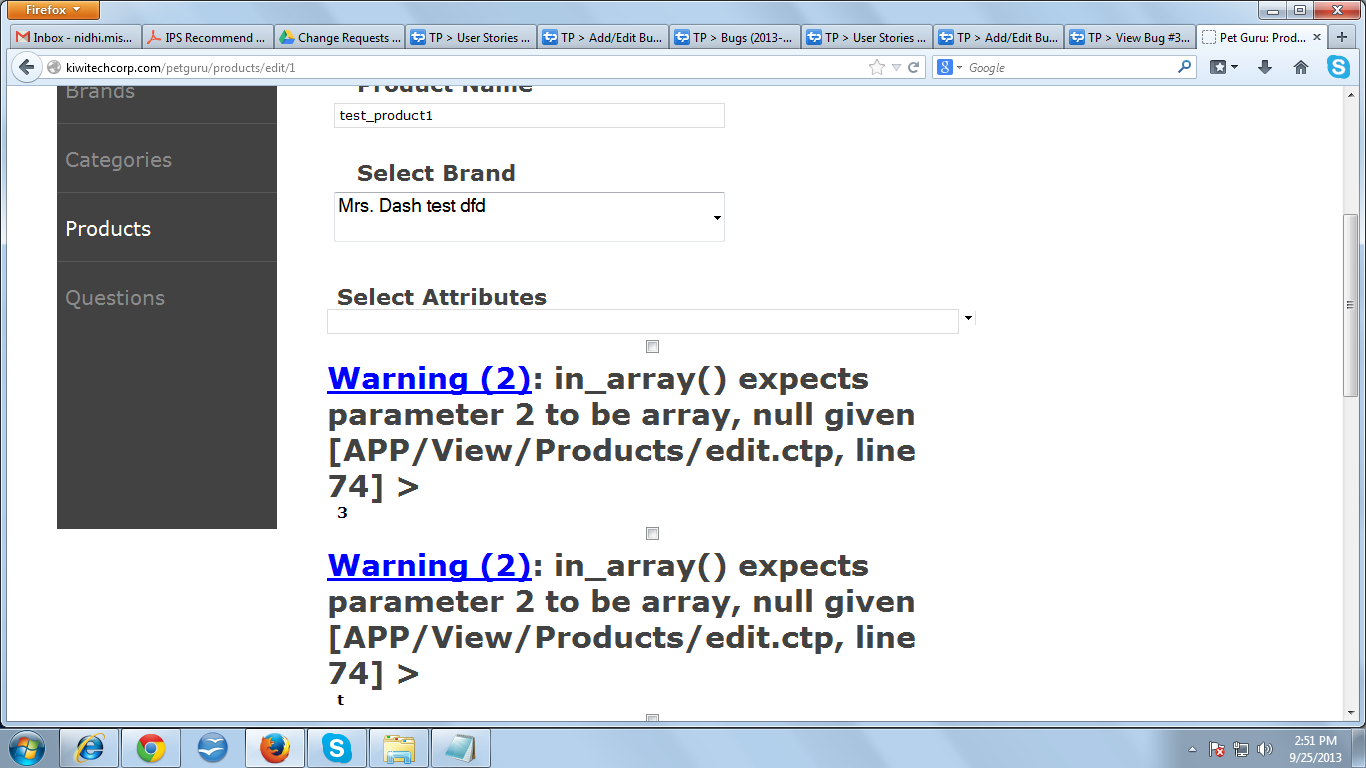 Firefox
Inbox - nidhi.mis...
IPS Recommend ...
Change Requests ...
TP > User Stories ...
TP > Add/Edit Bu...
TP > Bugs (2013-...
TP > User Stories ...
TP > Add/Edit Bu...
TP > View Bug #3...
Pet Guru: Prod...
kiwitechcorp.com/petguru/products/edit/1
Google
Brands
Categories
Products
Questions
Product Name
test_product1
Select Brand
Mrs. Dash test dfd
Select Attributes
Warning (2): in_array() expects
parameter 2 to be array, null given
[APP/View/Products/edit.ctp, line
74] >
3
Warning (2): in_array() expects
parameter 2 to be array, null given
[APP/View/Products/edit.ctp, line
74] >
t
2:51 PM
9/25/2013